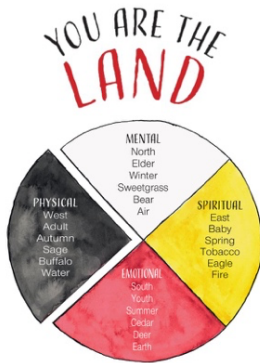 YOU ARE THE
LAND
MENTAL
North
Elder
Winter
Sweetgrass
Bear
Air
PHYSICAL
West
Adult
Autumn
Sage
Buffalo
Water
SPIRITUAL
East
Baby
Spring
Tobacco
Eagle
Fire
EMOTIONAL
South
Youth
Summer
Cedar
Deer
Earth